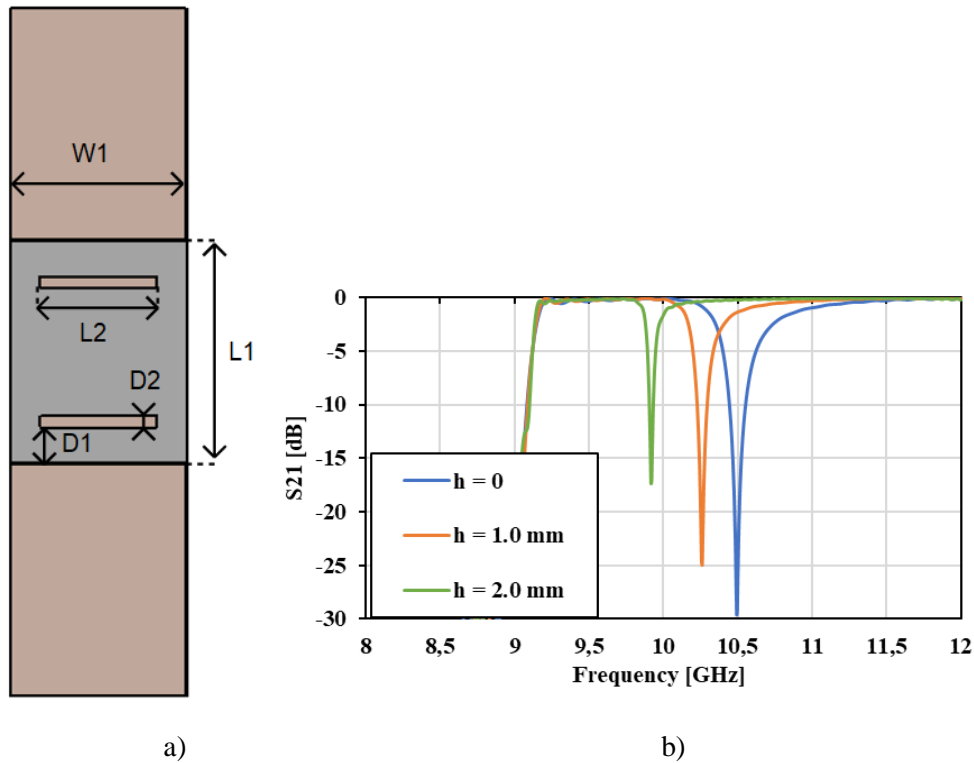 W1
L2
L1
D2
D1
0
-5
-10
-15
-20
-25
-30
S21 [dB]
h = 0
h = 1.0 mm
h = 2.0 mm
8 8,5 9 9,5 10 10,5 11 11,5 12
Frequency [GHz]
a) b)